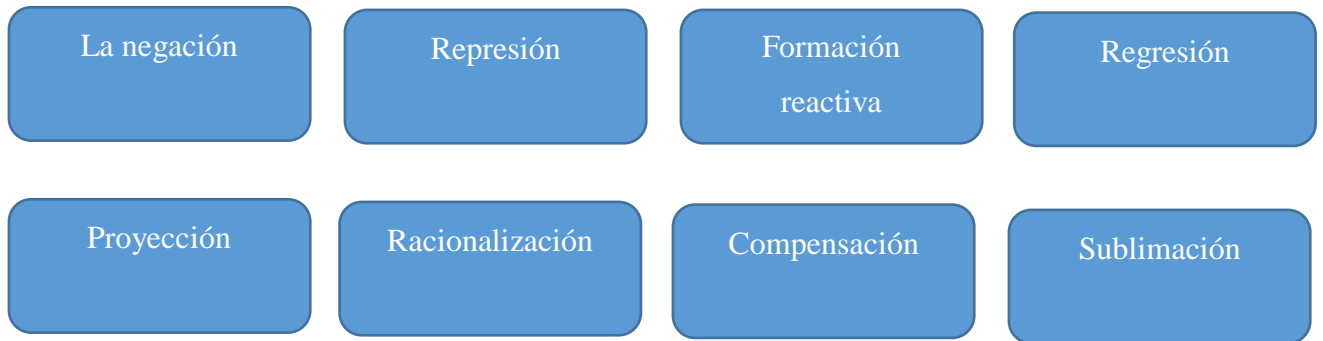 La negación
Represión
Formación
reactiva
Regresión
Proyección
Racionalización
Compensación
Sublimación